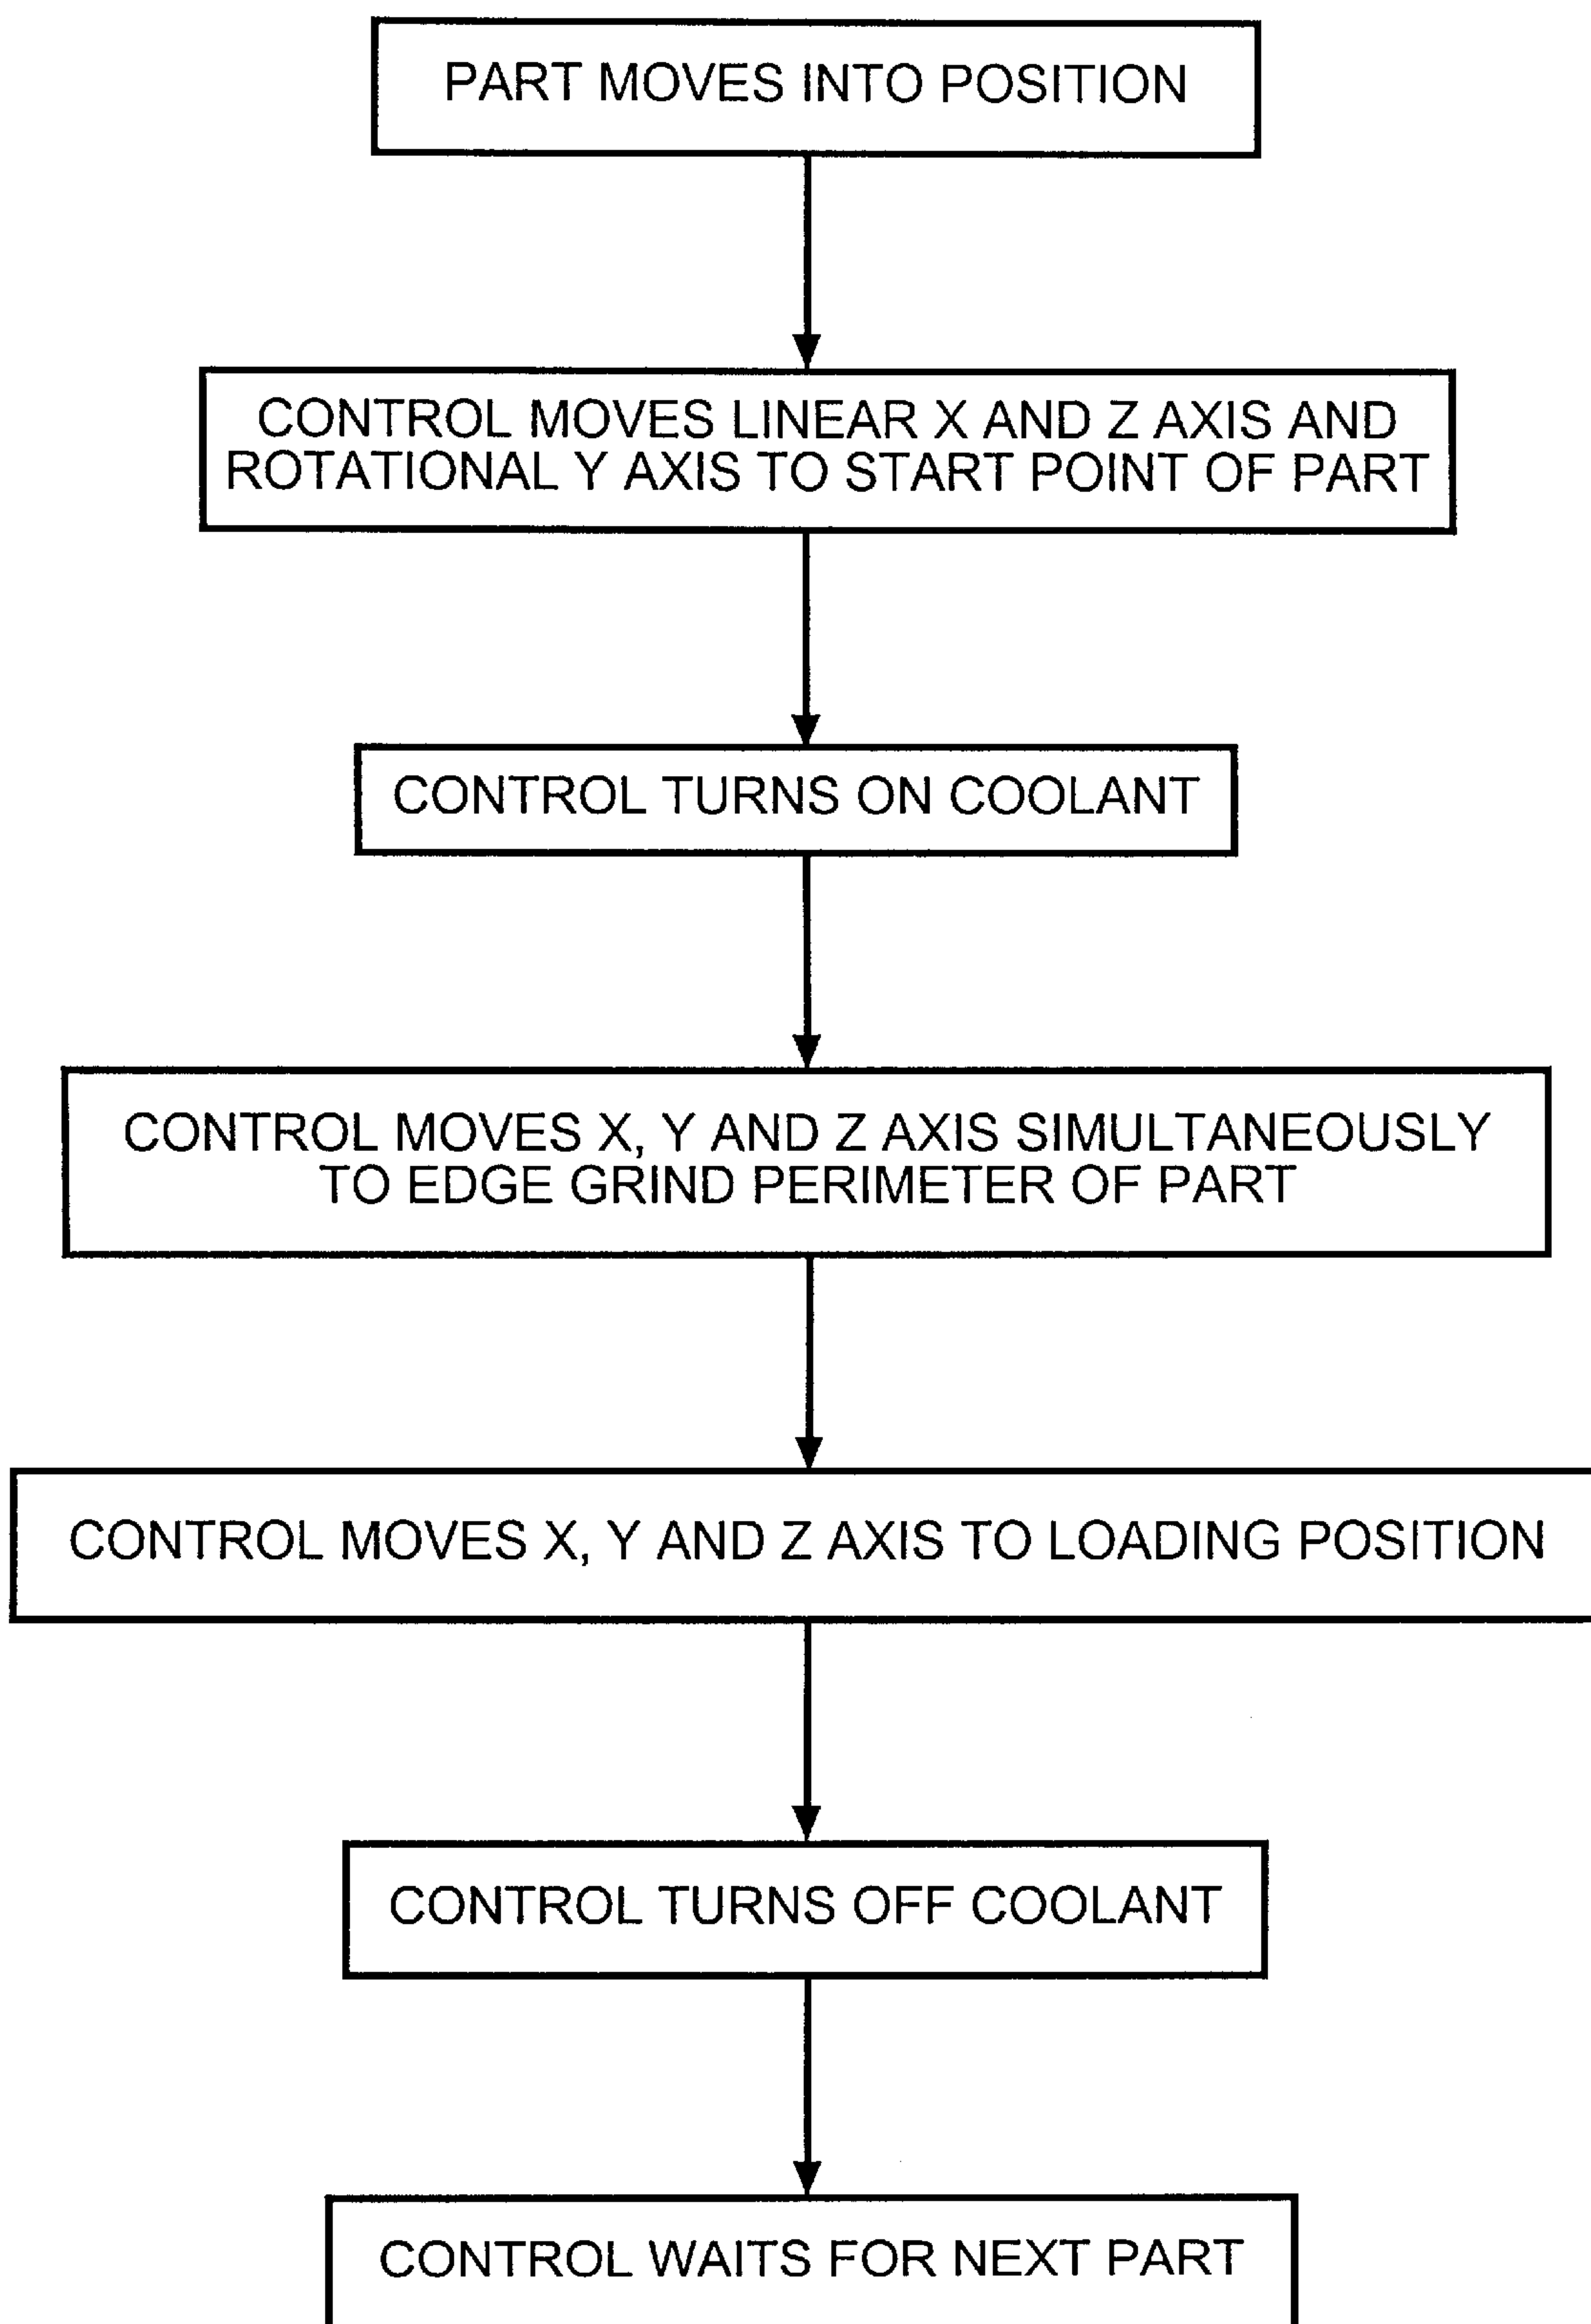 PART MOVES INTO POSITION
CONTROL MOVES LINEAR X AND Z AXIS AND
ROTATIONAL Y AXIS TO START POINT OF PART
CONTROL TURNS ON COOLANT
CONTROL MOVES X, Y AND Z AXIS SIMULTANEOUSLY
TO EDGE GRIND PERIMETER OF PART
CONTROL MOVES X, Y AND Z AXIS TO LOADING POSITION
CONTROL TURNS OFF COOLANT
CONTROL WAITS FOR NEXT PART